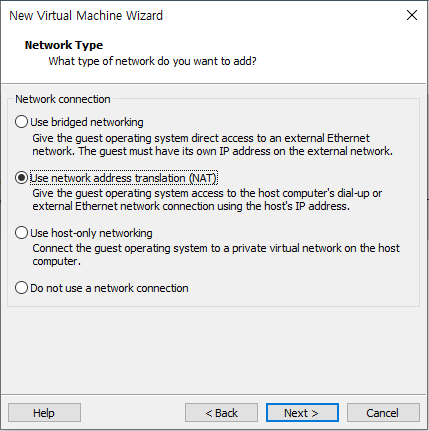 New Virtual Machine Wizard
Network Type
What type of network do you want to add?
Network connection
Use bridged networking
Give the guest operating system direct access to an external Ethernet
network. The guest must have its own IP address on the external network.
Use network address translation (NAT)
Give the guest operating system access to the host computer's dial-up or
external Ethernet network connection using the host's IP address.
Use host-only networking
Connect the guest operating system to a private virtual network on the host
computer.
Do not use a network connection
Help
< Back
Next >
Cancel